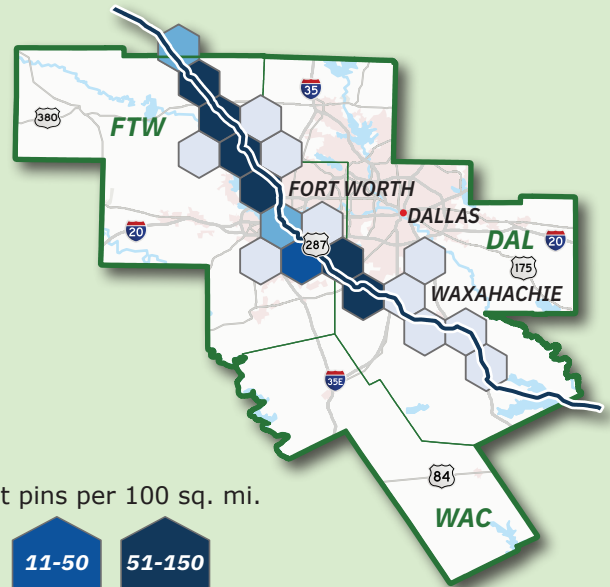 35
380
FTW
FORT WORTH
DALLAS
20
287
DAL
20
175
WAXAHACHIE
35E
84
WAC
t pins per 100 sq. mi.
11-50
51-150